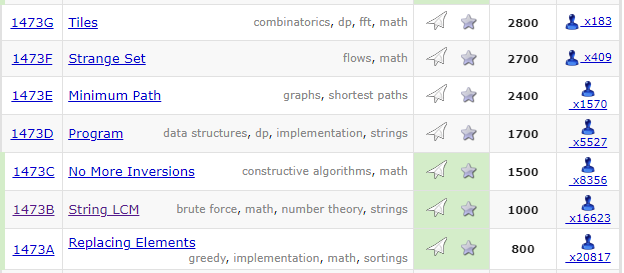 1473G Tiles combinatorics, dp, fft, math 2800 x183
1473F Strange Set flows, math 2700 x409
1473E Minimum Path graphs, shortest paths 2400 x1570
1473D Program data structures, dp, implementation, strings 1700 x5527
1473C No More Inversions constructive algorithms, math 1500 x8356
1473B String LCM brute force, math, number theory, strings 1000 x16623
1473A Replacing Elements greedy, implementation, math, sortings 800 x20817